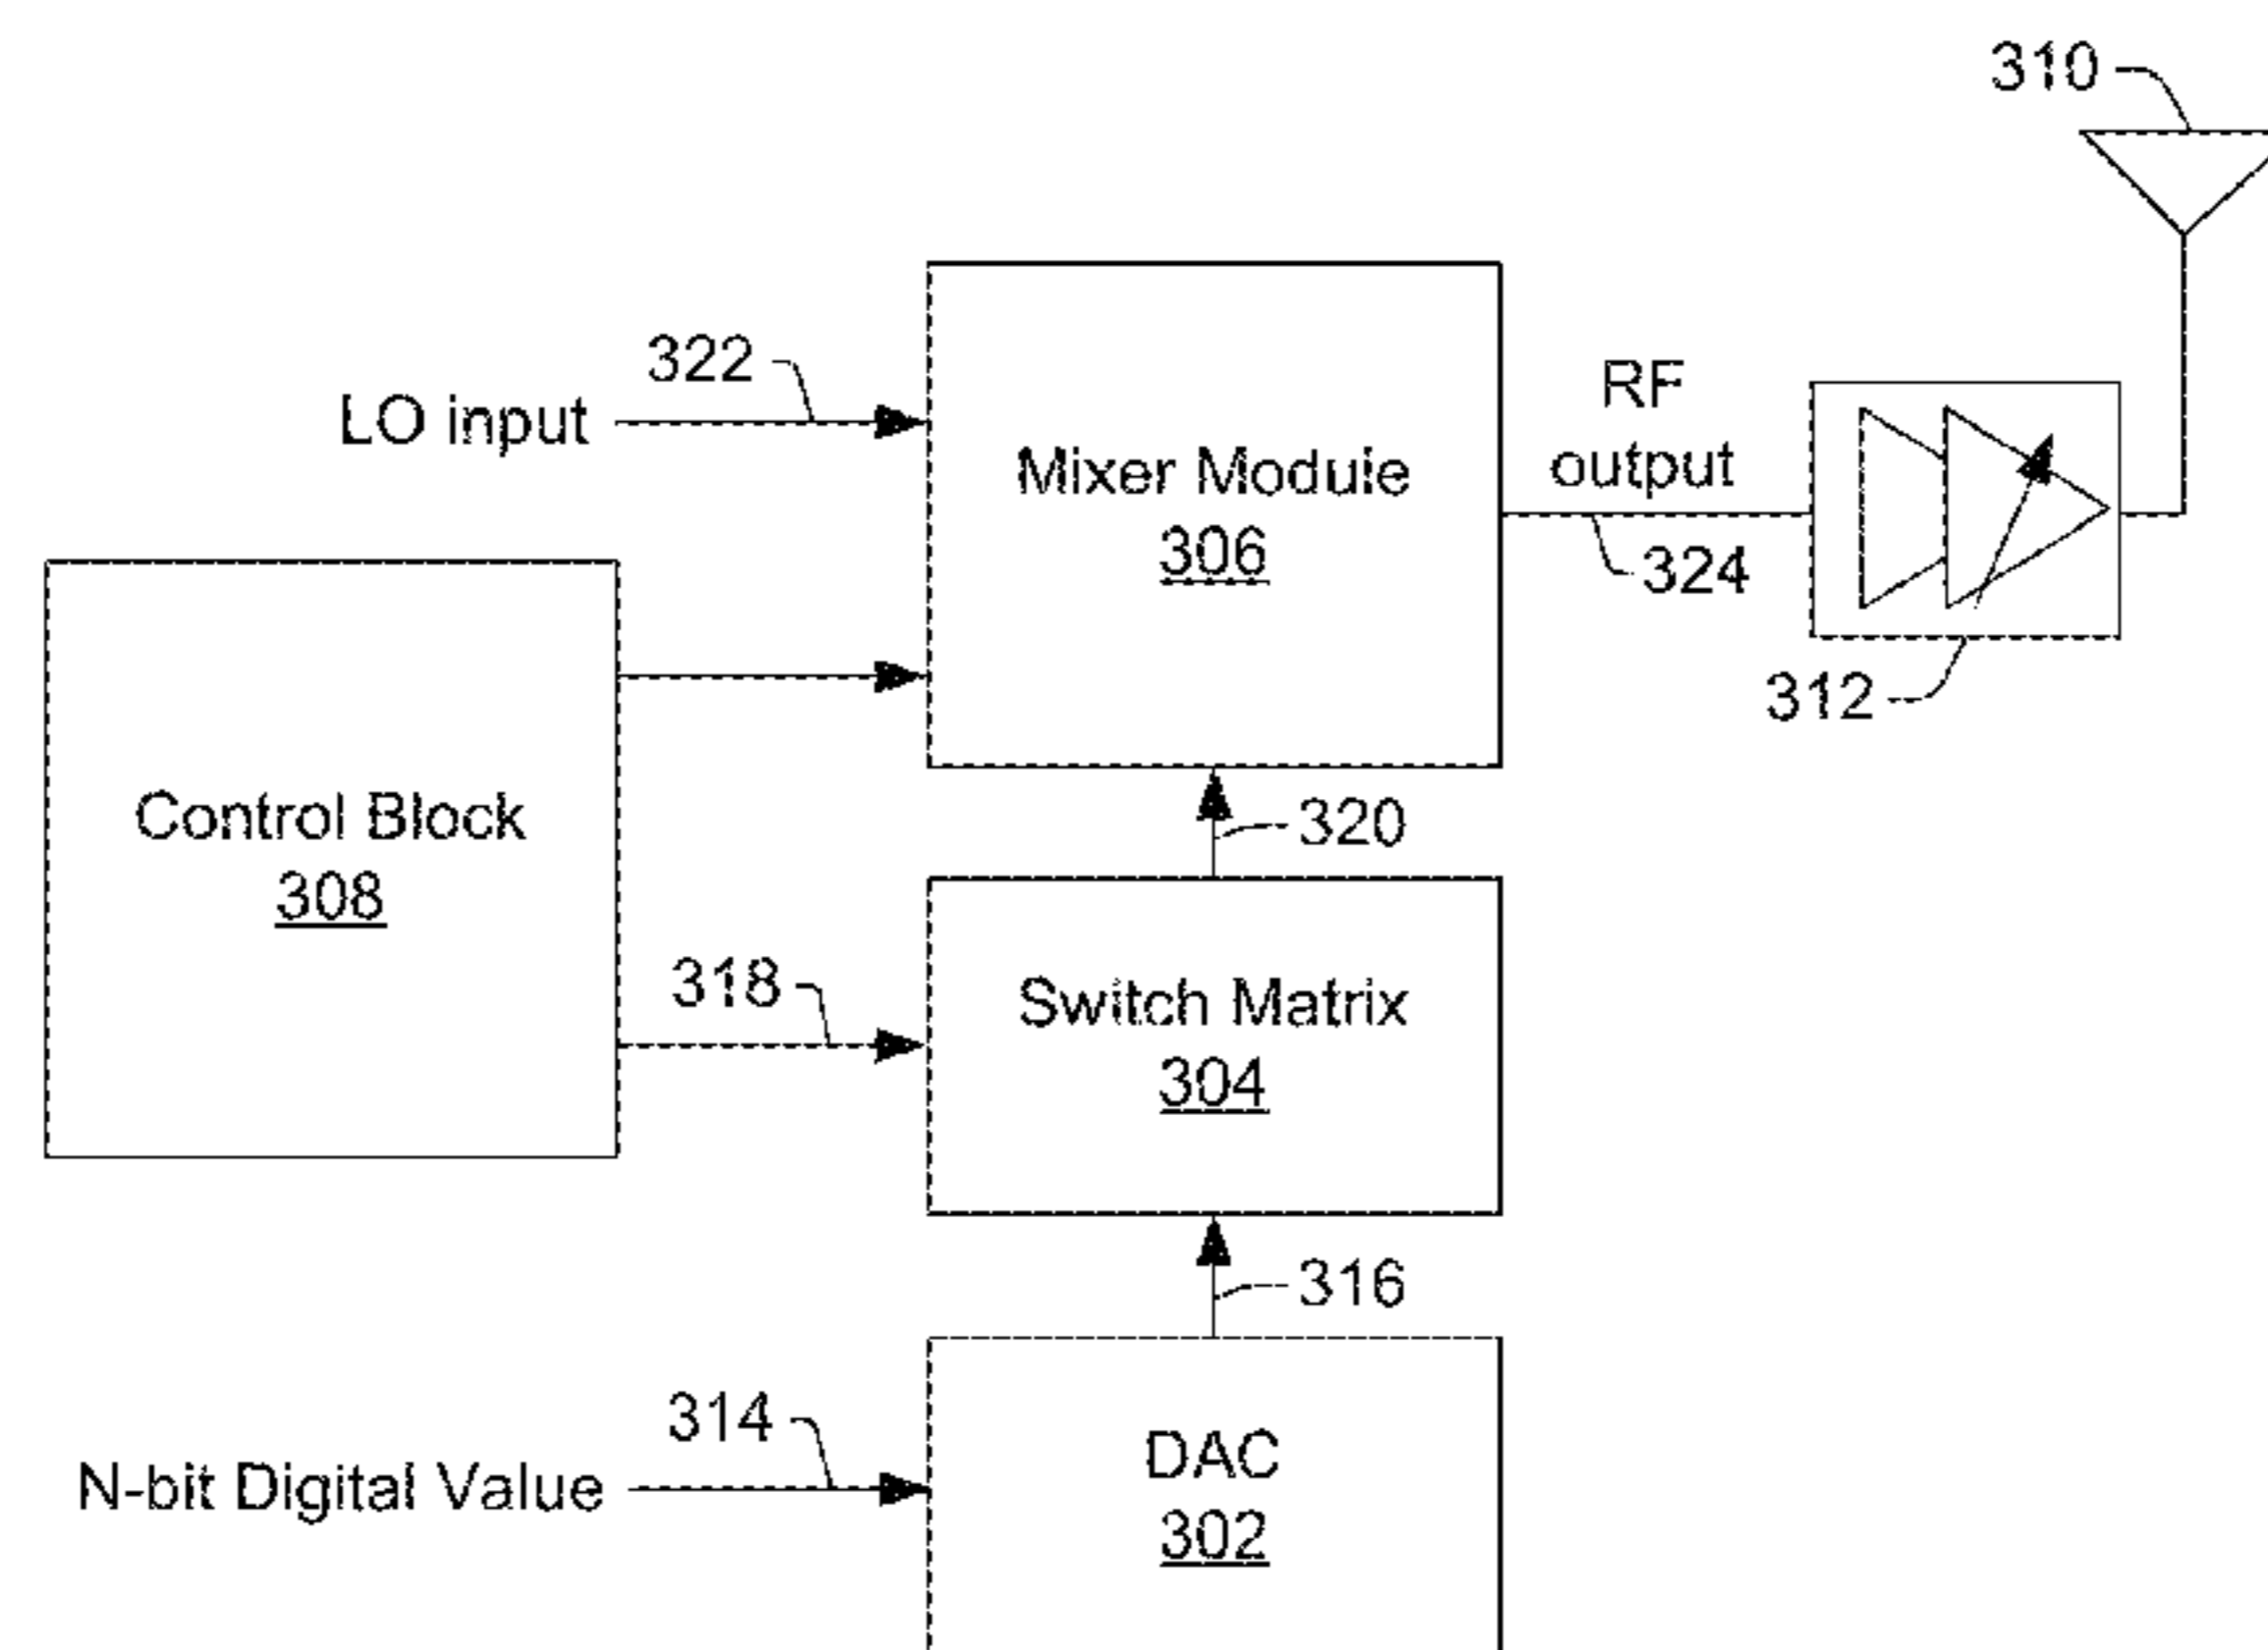 310
322
LO input
RF
output
Mixer Module
306
324
312
Control Block
308
320
318
Switch Matrix
304
316
314
N-bit Digital Value
DAC
302